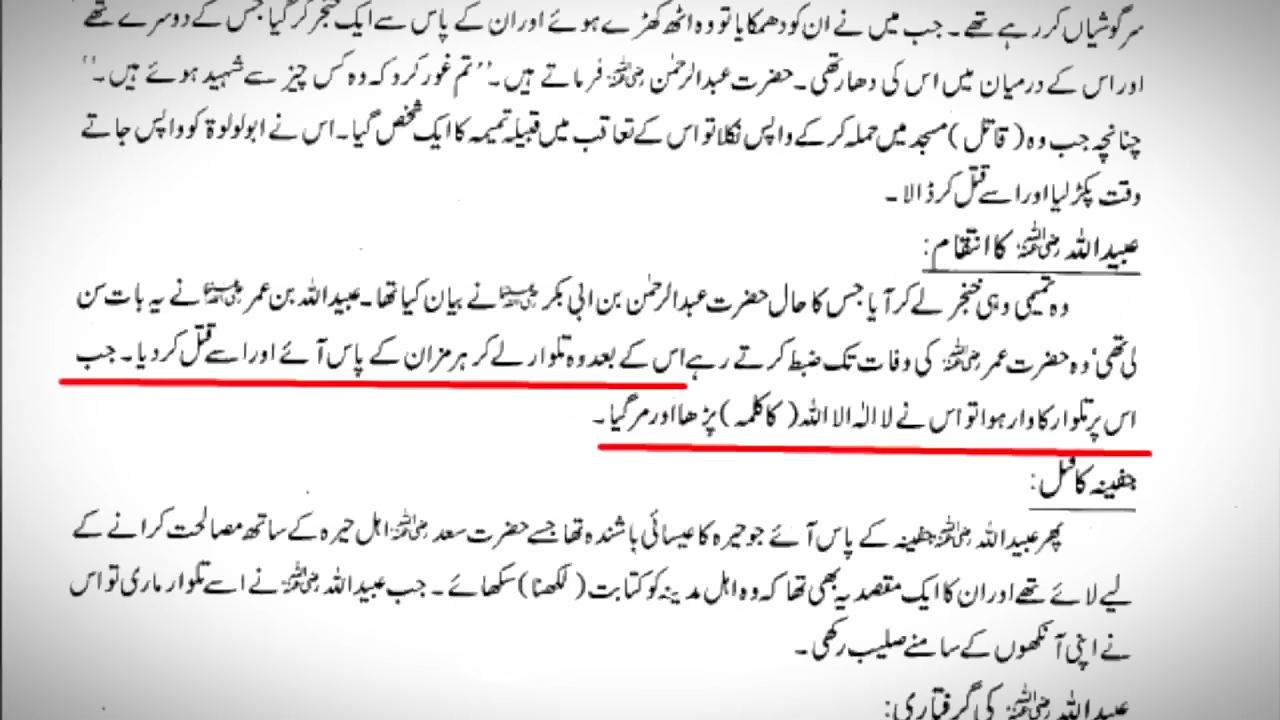 سرگوشیاں کر رہے تھے۔ جب میں نے ان کو دھمکایا تو وہ اٹھ کھڑے ہوئے اور ان کے پاس سے ایک خنجر گر گیا جس کے دوسرے تھے
اور اس کے درمیان میں اس کی دھار تھی۔ حضرت عبدالرحمٰن رضی اللہ عنہ فرماتے ہیں۔ ''تم غور کرو کہ وہ کس چیز سے شہید ہوئے ہیں۔''
چنانچہ جب وہ (قاتل) مسجد میں حملہ کر کے واپس نکلا تو اس کے تعاقب میں قبیلہ تمیمہ کا ایک شخص گیا۔ اس نے ابولولوۃ کو واپس جاتے
وقت پکڑ لیا اور اسے قتل کر ڈالا۔
عبیداللہ رضی اللہ عنہ کا انتقام:
وہ تمیمی وہی خنجر لے کر آیا جس کا حال حضرت عبدالرحمٰن بن ابی بکر رضی اللہ عنہما نے بیان کیا تھا۔ عبیداللہ بن عمر رضی اللہ عنہما نے یہ بات سن
لی تھی' وہ حضرت عمر رضی اللہ عنہ کی وفات تک ضبط کرتے رہے اس کے بعد وہ تلوار لے کر ہرمزان کے پاس آئے اور اسے قتل کر دیا۔ جب
اس پر تلوار کا وار ہوا تو اس نے لا الہ الا اللہ (کا کلمہ) پڑھا اور مر گیا۔
جفینہ کا قتل:
پھر عبیداللہ رضی اللہ عنہ جفینہ کے پاس آئے جو حیرہ کا عیسائی باشندہ تھا جسے حضرت سعد رضی اللہ عنہ اہل حیرہ کے ساتھ مصالحت کرانے کے
لیے لائے تھے اور ان کا ایک مقصد یہ بھی تھا کہ وہ اہل مدینہ کو کتابت (لکھنا) سکھائے۔ جب عبیداللہ رضی اللہ عنہ نے اسے تلوار ماری تو اس
نے اپنی آنکھوں کے سامنے صلیب رکھی۔
عبیداللہ رضی اللہ عنہ کی گرفتاری: